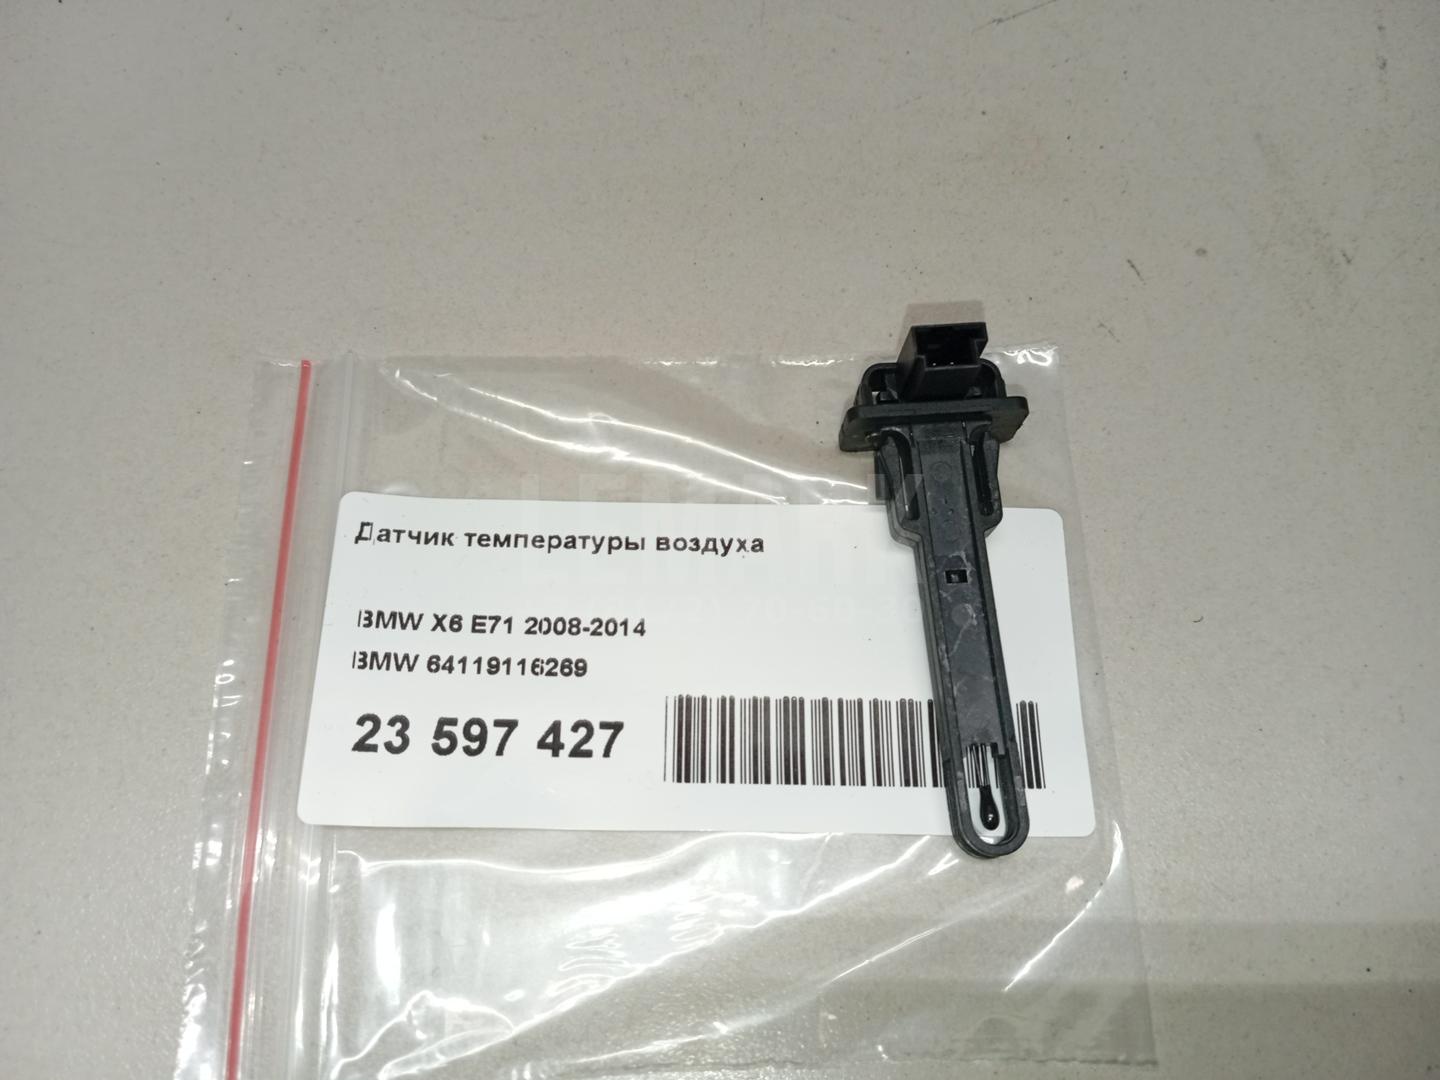 Датчик температуры воздуха
BMW X6 E71 2008-2014
BMW 64119116269
23 597 427